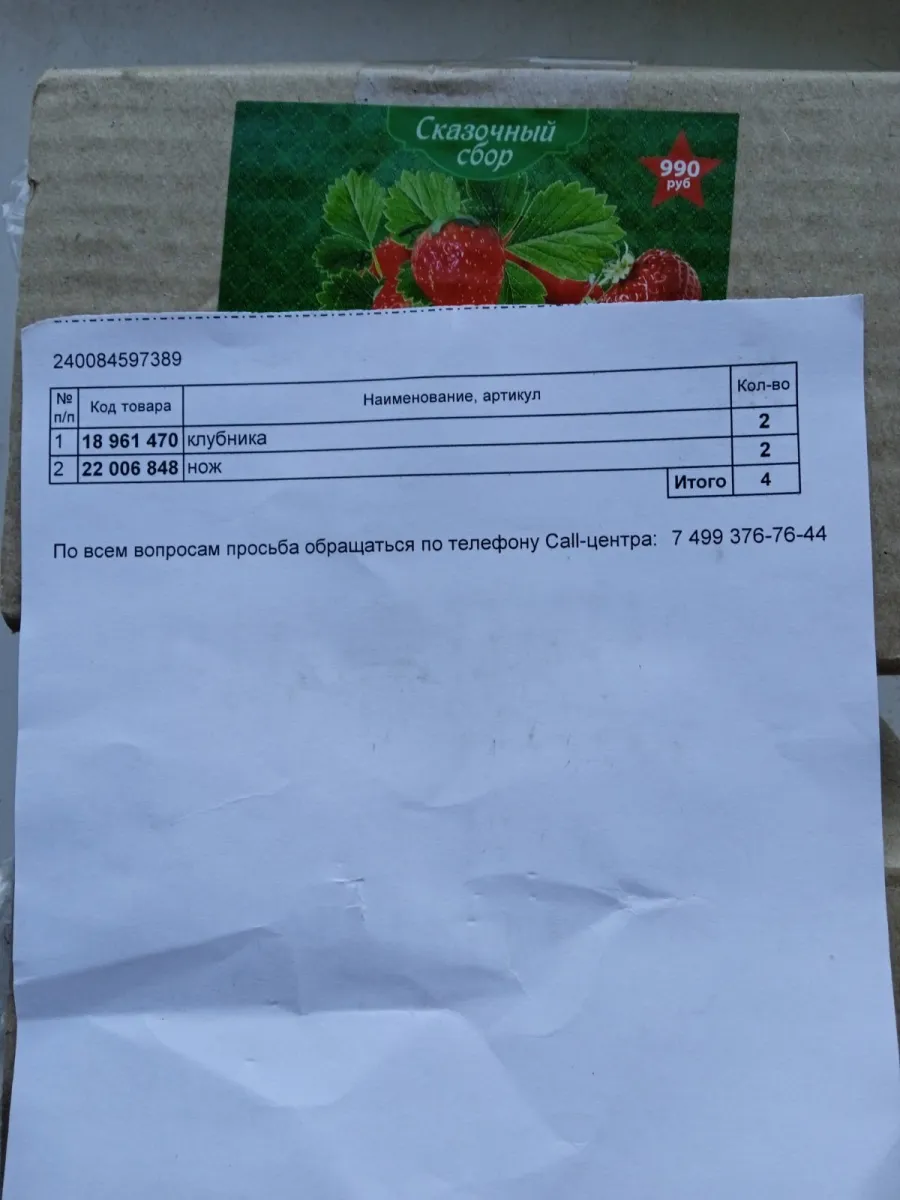 Сказочный
сбор
990
руб
240084597389
№ п/п Код товара Наименование, артикул Кол-во
1 18 961 470 клубника 2
2 22 006 848 нож 2
Итого 4
По всем вопросам просьба обращаться по телефону Call-центра: 7 499 376-76-44